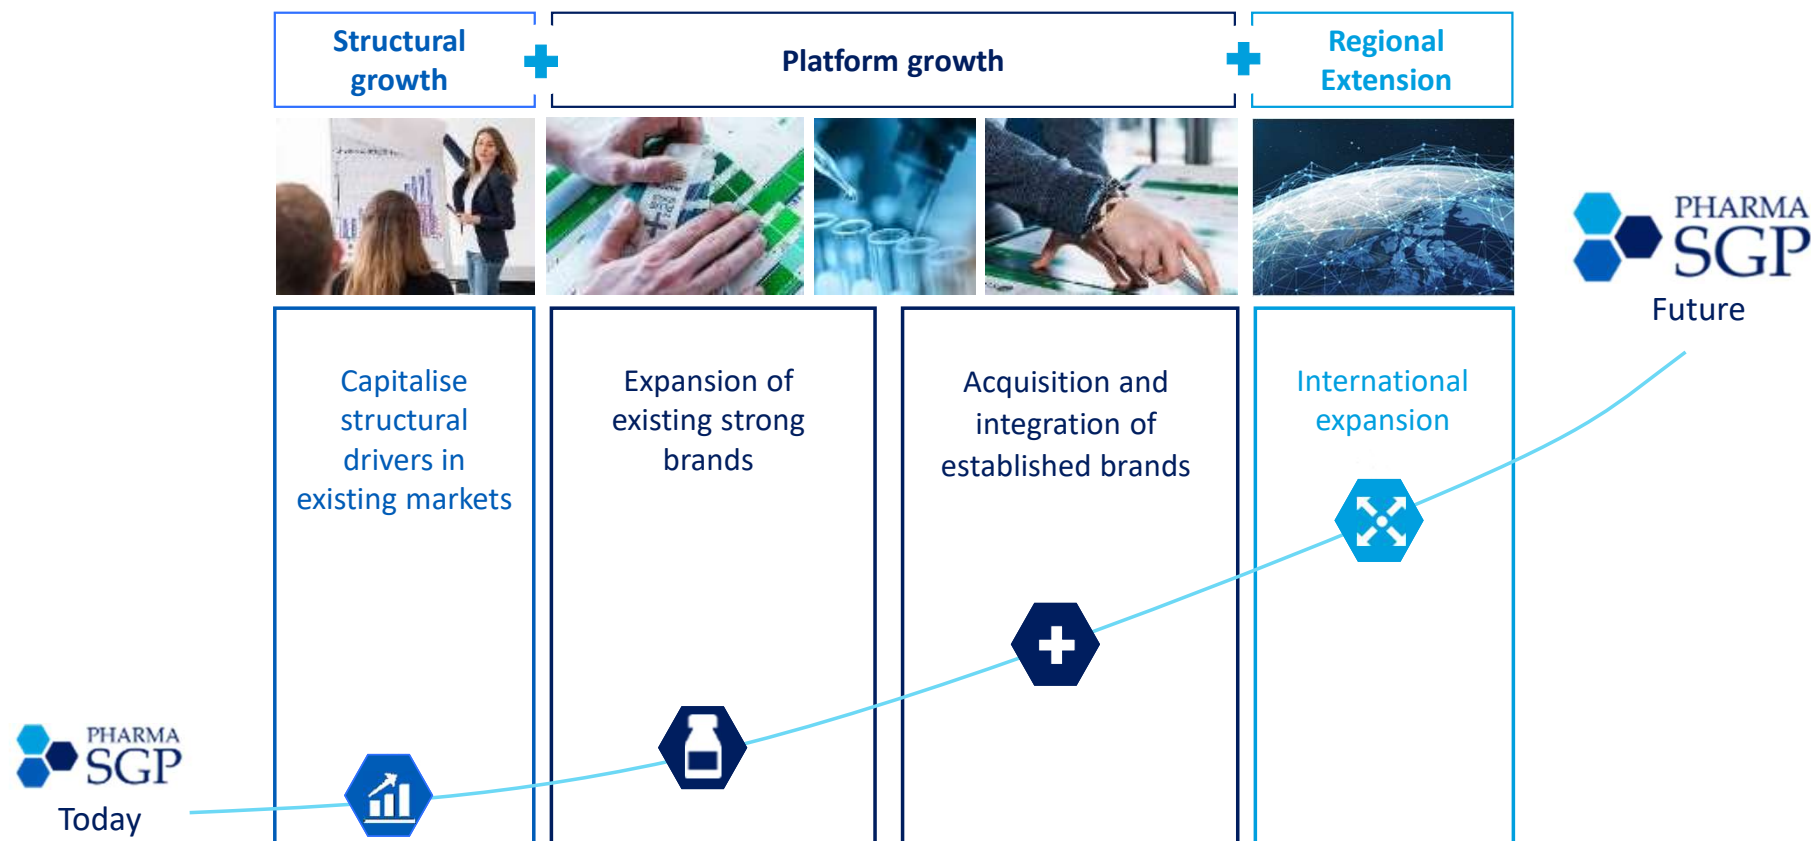 Structural
growth
Platform growth
Regional
Extension
PHARMA
SGP
Future
Capitalise
structural
drivers in
existing markets
Expansion of
existing strong
brands
Acquisition and
integration of
established brands
International
expansion
PHARMA
SGP
Today